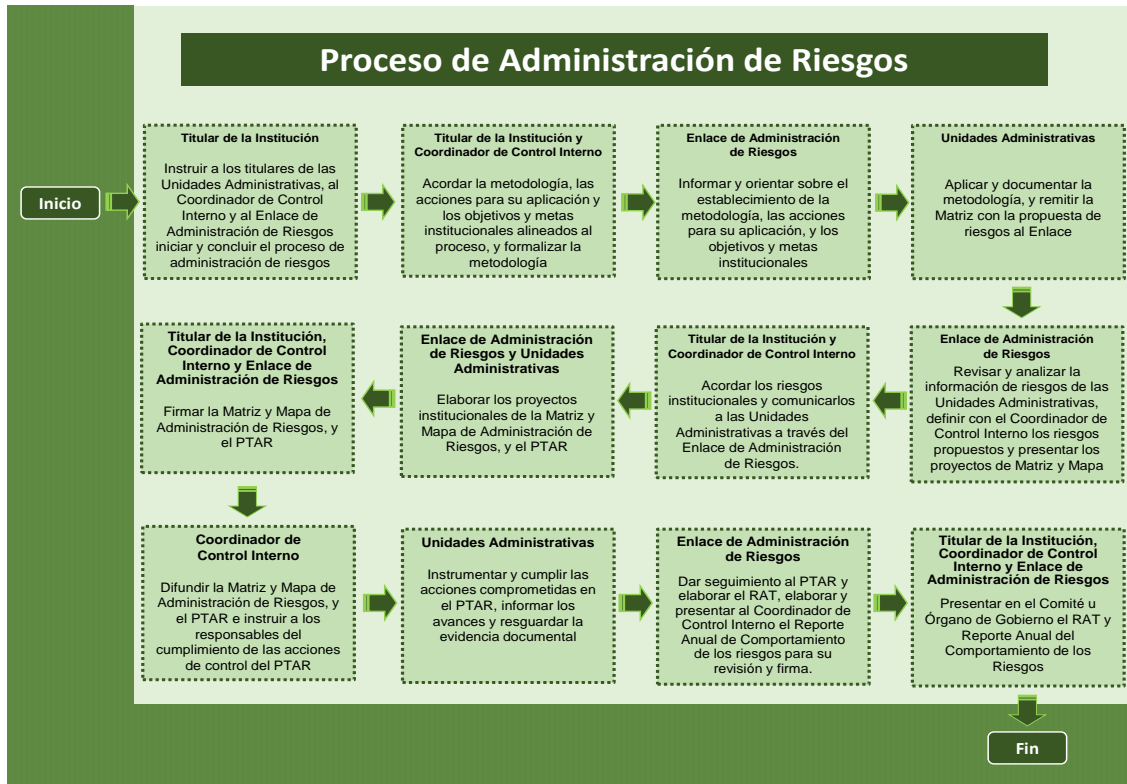 Proceso de Administración de Riesgos
Inicio
Titular de la Institución
Instruir a los titulares de las
Unidades Administrativas, al
Coordinador de Control
Interno y al Enlace de
Administración de Riesgos
iniciar y concluir el proceso de
administración de riesgos
Titular de la Institución y
Coordinador de Control Interno
Acordar la metodología, las
acciones para su aplicación y
los objetivos y metas
institucionales alineados al
proceso, y formalizar la
metodología
Enlace de Administración
de Riesgos
Informar y orientar sobre el
establecimiento de la
metodología, las acciones
para su aplicación, y los
objetivos y metas
institucionales
Unidades Administrativas
Aplicar y documentar la
metodología, y remitir la
Matriz con la propuesta de
riesgos al Enlace
Enlace de Administración
de Riesgos
Revisar y analizar la
información de riesgos de las
Unidades Administrativas,
definir con el Coordinador de
Control Interno los riesgos
propuestos y presentar los
proyectos de Matriz y Mapa
Titular de la Institución y
Coordinador de Control Interno
Acordar los riesgos
institucionales y comunicarlos
a las Unidades
Administrativas a través del
Enlace de Administración
de Riesgos.
Enlace de Administración
de Riesgos y Unidades
Administrativas
Elaborar los proyectos
institucionales de la Matriz y
Mapa de Administración de
Riesgos, y el PTAR
Titular de la Institución,
Coordinador de Control
Interno y Enlace de
Administración de Riesgos
Firmar la Matriz y Mapa de
Administración de Riesgos, y
el PTAR
Coordinador de
Control Interno
Difundir la Matriz y Mapa de
Administración de Riesgos, y
el PTAR e instruir a los
responsables del
cumplimiento de las acciones
de control del PTAR
Unidades Administrativas
Instrumentar y cumplir las
acciones comprometidas en
el PTAR, informar los
avances y resguardar la
evidencia documental
Enlace de Administración
de Riesgos
Dar seguimiento al PTAR y
elaborar el RAT, elaborar y
presentar al Coordinador de
Control Interno el Reporte
Anual de Comportamiento
de los riesgos para su
revisión y firma.
Titular de la Institución,
Coordinador de Control
Interno y Enlace de
Administración de Riesgos
Presentar en el Comité u
Órgano de Gobierno el RAT y
Reporte Anual del
Comportamiento de los
Riesgos
Fin